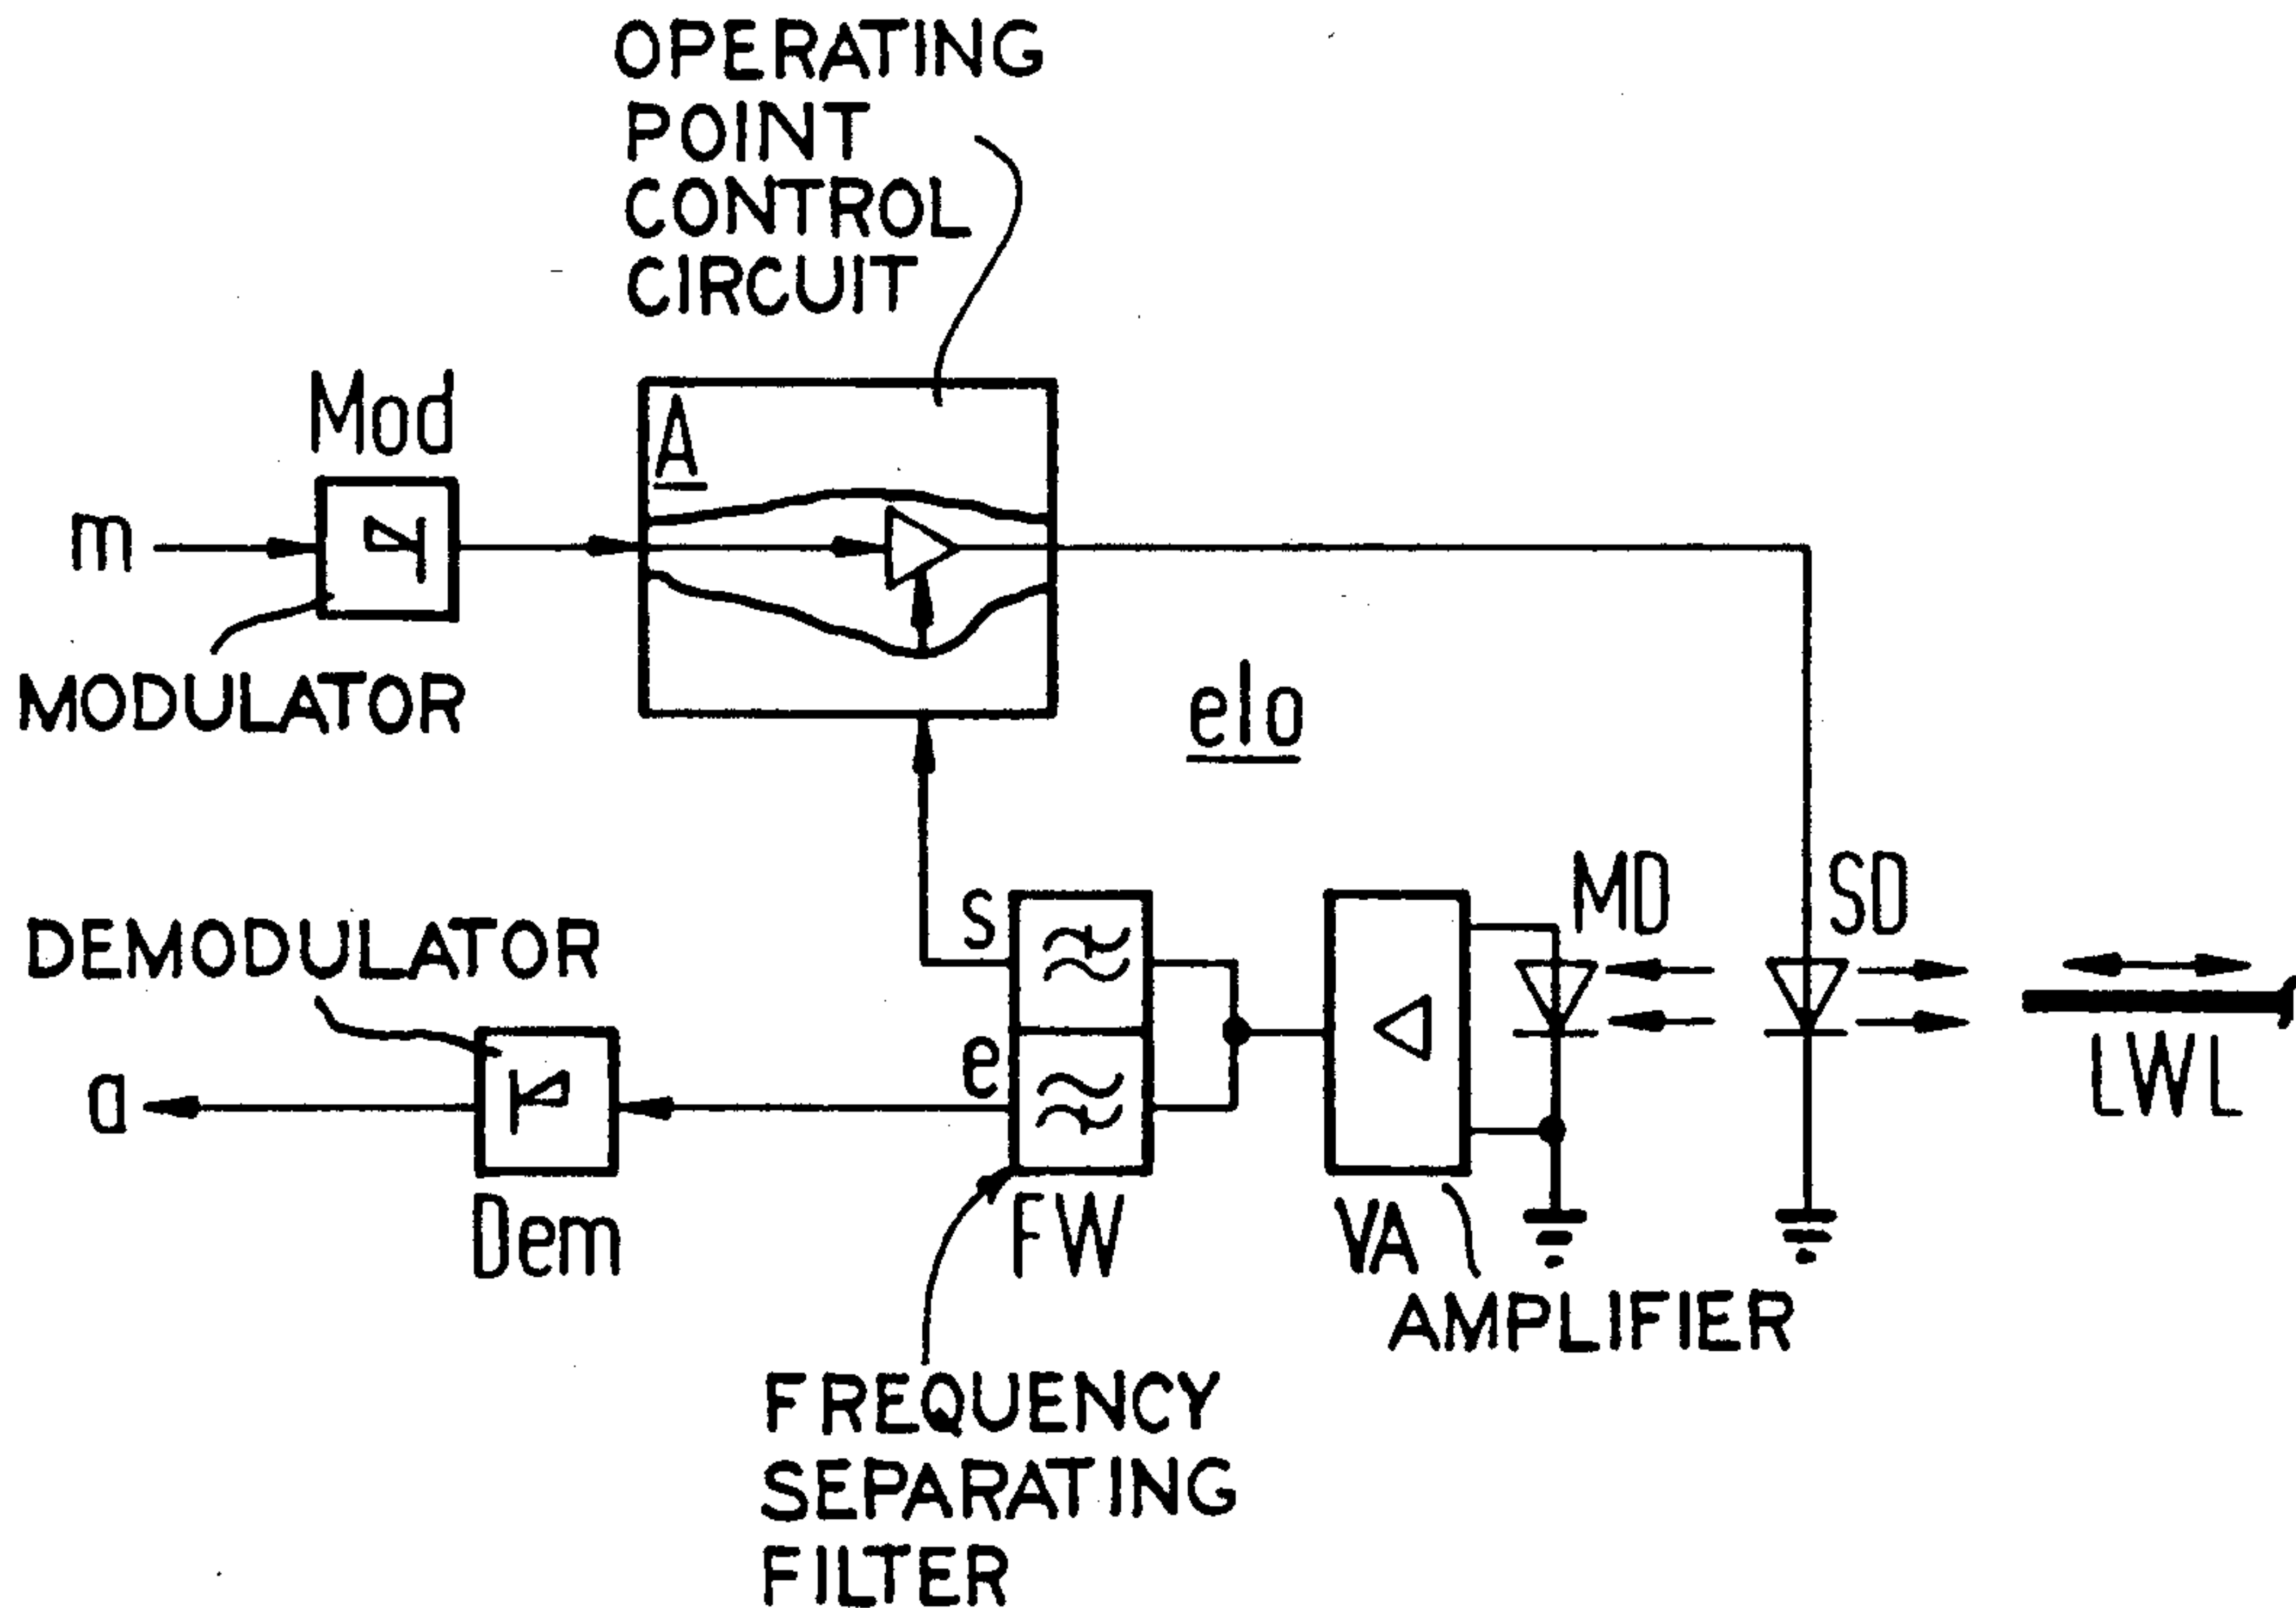 OPERATING
POINT
CONTROL
CIRCUIT
Mod
A
m
MODULATOR
elo
MD
SD
s
DEMODULATOR
e
LWL
a
Dem
FW
VA
AMPLIFIER
FREQUENCY
SEPARATING
FILTER